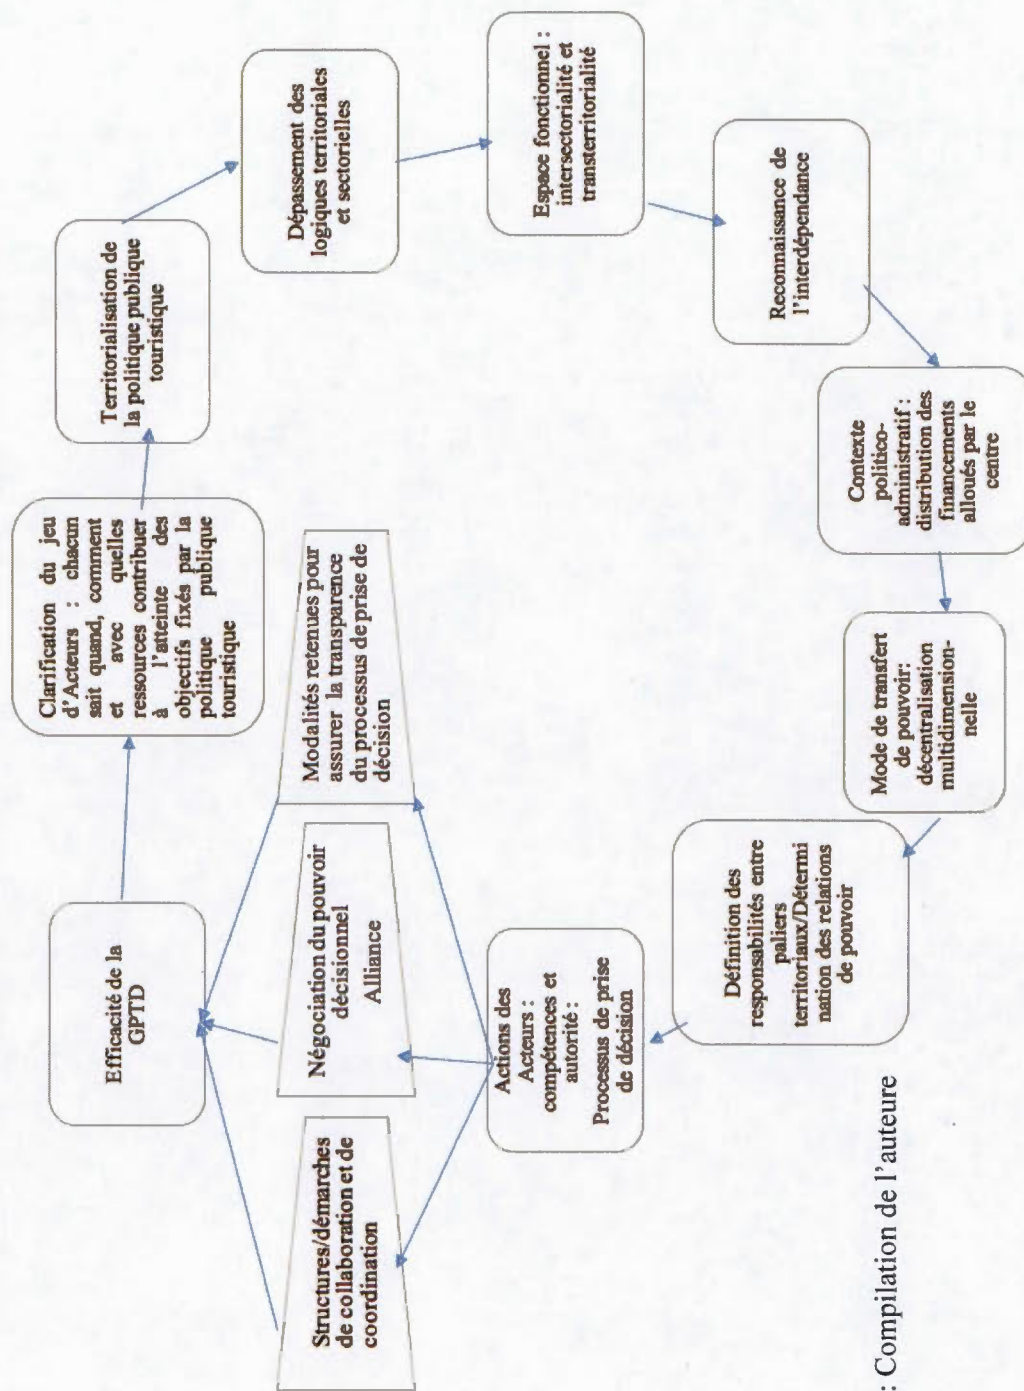 Efficacité de la
GPTD
Clarification du jeu
d'Acteurs : chacun
sait quand, comment
et avec quelles
ressources contribuer
à l'atteinte des
objectifs fixés par la
politique publique
touristique
Territorialisation de
la politique publique
touristique
Dépassement des
logiques territoriales
et sectorielles
Espace fonctionnel :
intersectorialité et
transterritorialité
Reconnaissance de
l'interdépendance
Contexte
politico-
administratif :
distribution des
financements
alloués par le
centre
Mode de transfert
de pouvoir:
décentralisation
multidimension-
nelle
Définition des
responsabilités entre
paliers
territoriaux/Détermi
nation des relations
de pouvoir
Actions des
Acteurs :
compétences et
autorité :
Processus de prise
de décision
Structures/démarches
de collaboration et de
coordination
Négociation du pouvoir
décisionnel
Alliance
Modalités retenues pour
assurer la transparence
du processus de prise de
décision
: Compilation de l'auteure